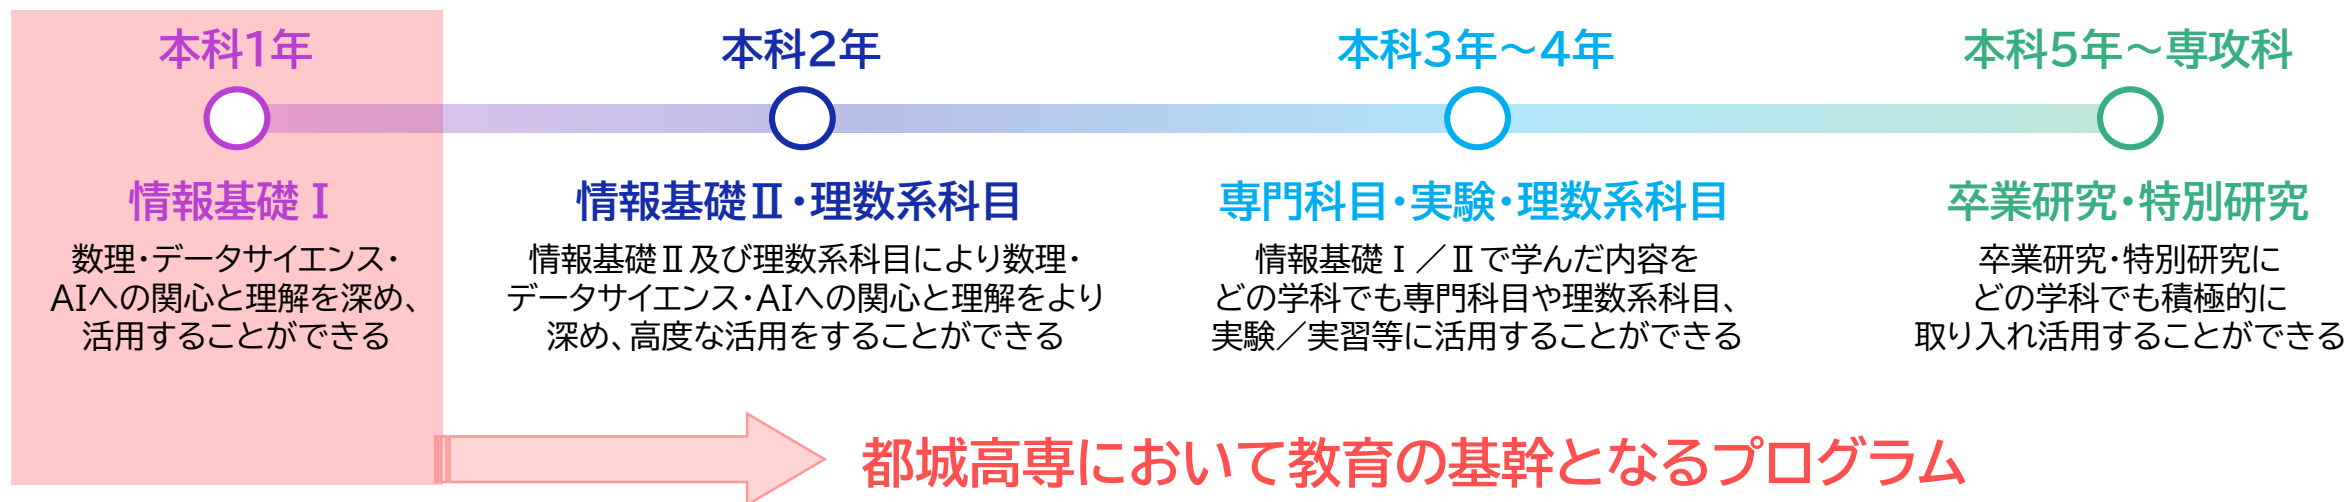 本科1年
情報基礎Ⅰ
数理・データサイエンス・
AIへの関心と理解を深め、
活用することができる
本科2年
情報基礎Ⅱ・理数系科目
情報基礎Ⅱ及び理数系科目により数理・
データサイエンス・AIへの関心と理解をより
深め、高度な活用をすることができる
本科3年～4年
専門科目・実験・理数系科目
情報基礎Ⅰ／Ⅱで学んだ内容を
どの学科でも専門科目や理数系科目、
実験／実習等に活用することができる
本科5年～専攻科
卒業研究・特別研究
卒業研究・特別研究に
どの学科でも積極的に
取り入れ活用することができる
都城高専において教育の基幹となるプログラム